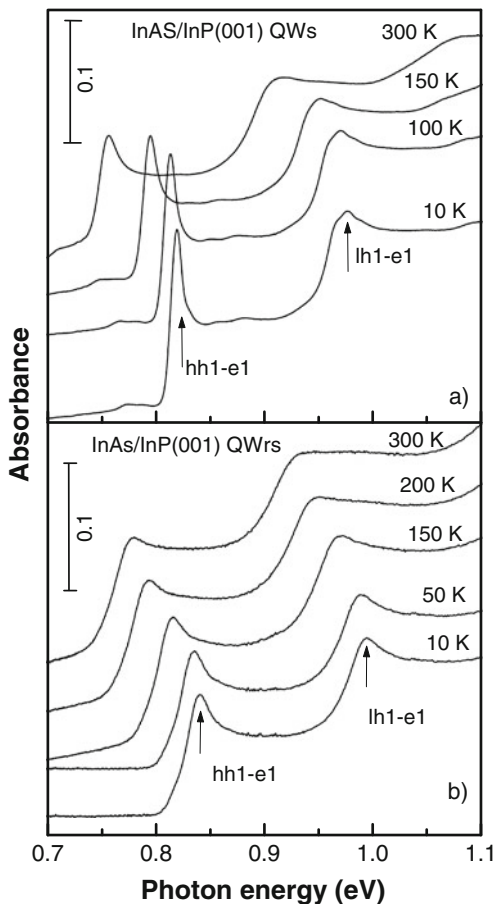 InAS/InP(001) QWs
300 K
0.1
150 K
100 K
10 K
lh1-e1
hh1-e1
a)
Absorbance
InAs/InP(001) QWrs
300 K
0.1
200 K
150 K
50 K
10 K
lh1-e1
hh1-e1
b)
0.7 0.8 0.9 1.0 1.1
Photon energy (eV)